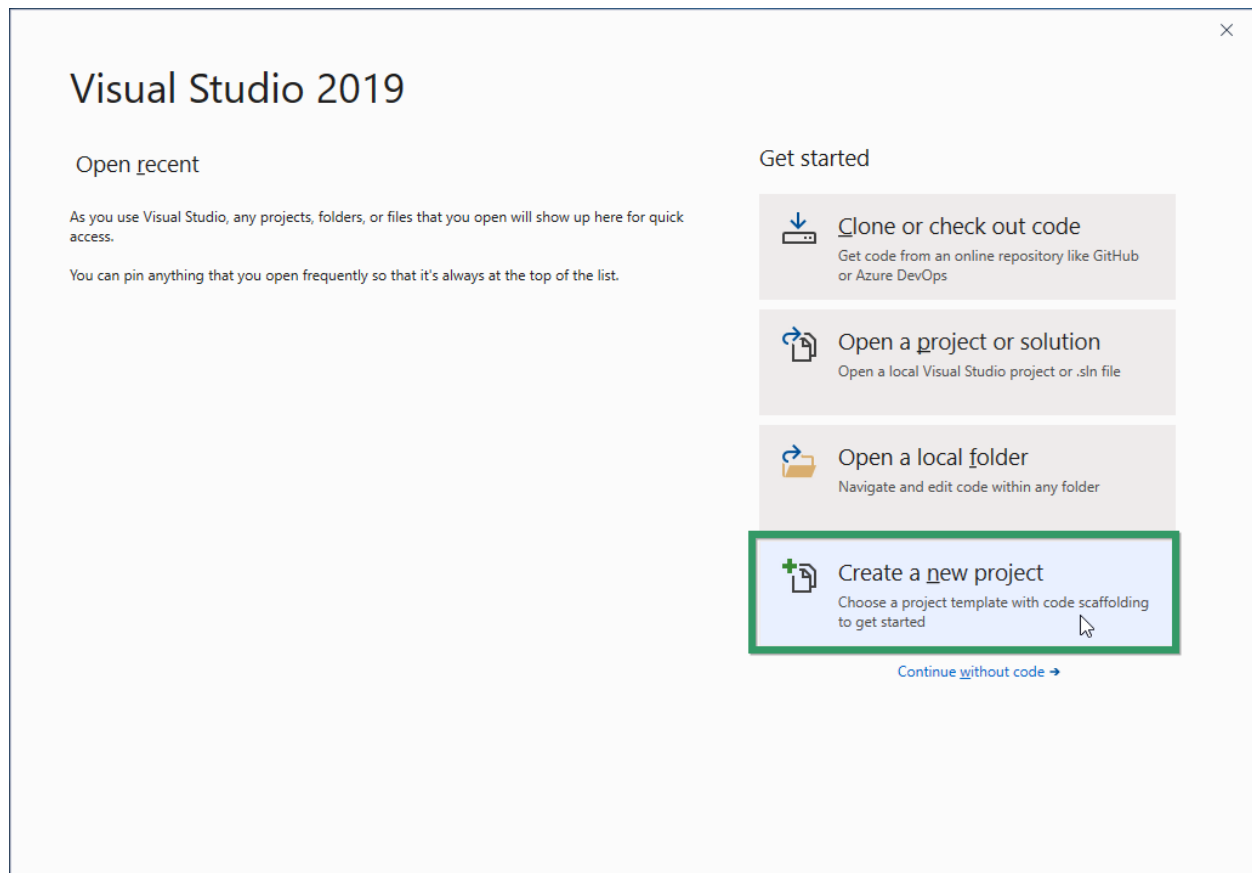 Visual Studio 2019
Open recent
As you use Visual Studio, any projects, folders, or files that you open will show up here for quick
access.
You can pin anything that you open frequently so that it's always at the top of the list.
Get started
Clone or check out code
Get code from an online repository like GitHub
or Azure DevOps
Open a project or solution
Open a local Visual Studio project or .sln file
Open a local folder
Navigate and edit code within any folder
Create a new project
Choose a project template with code scaffolding
to get started
Continue without code →